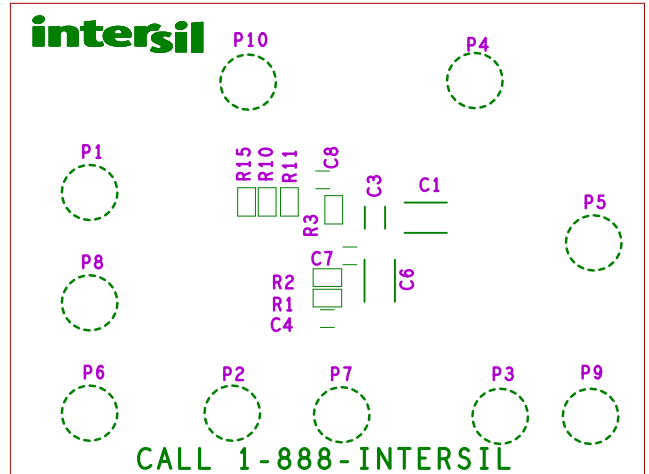 intersil
P10
P4
P1
R15
R10
R11
C8
C3
C1
P5
R3
P8
C7
C6
R2
R1
C4
P6
P2
P7
P3
P9
CALL 1-888-INTERSIL